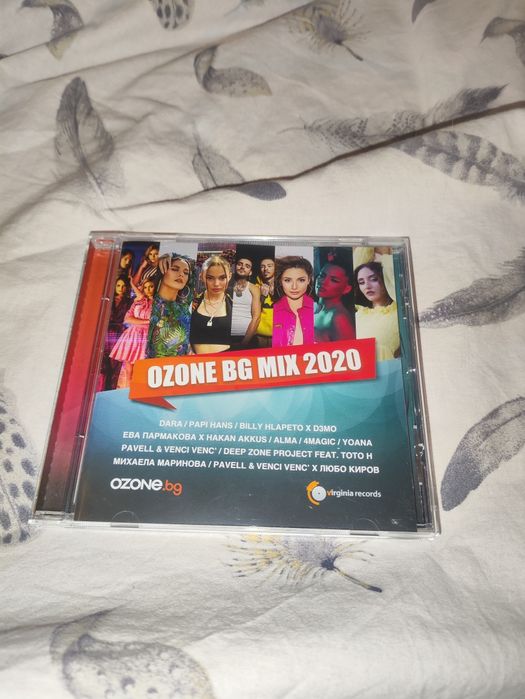 OZONE BG MIX 2020
DARA / PAPI HANS / BILLY HLAPETO X D3MO
ЕВА ПАРМАКОВА X HAKAN AKKUS / ALMA / 4MAGIC / YOANA
PAVELL & VENCI VENC' / DEEP ZONE PROJECT FEAT. TOTO H
МИХАЕЛА МАРИНОВА / PAVELL & VENCI VENC' X ЛЮБО КИРОВ
OZONE.bg
virginia records